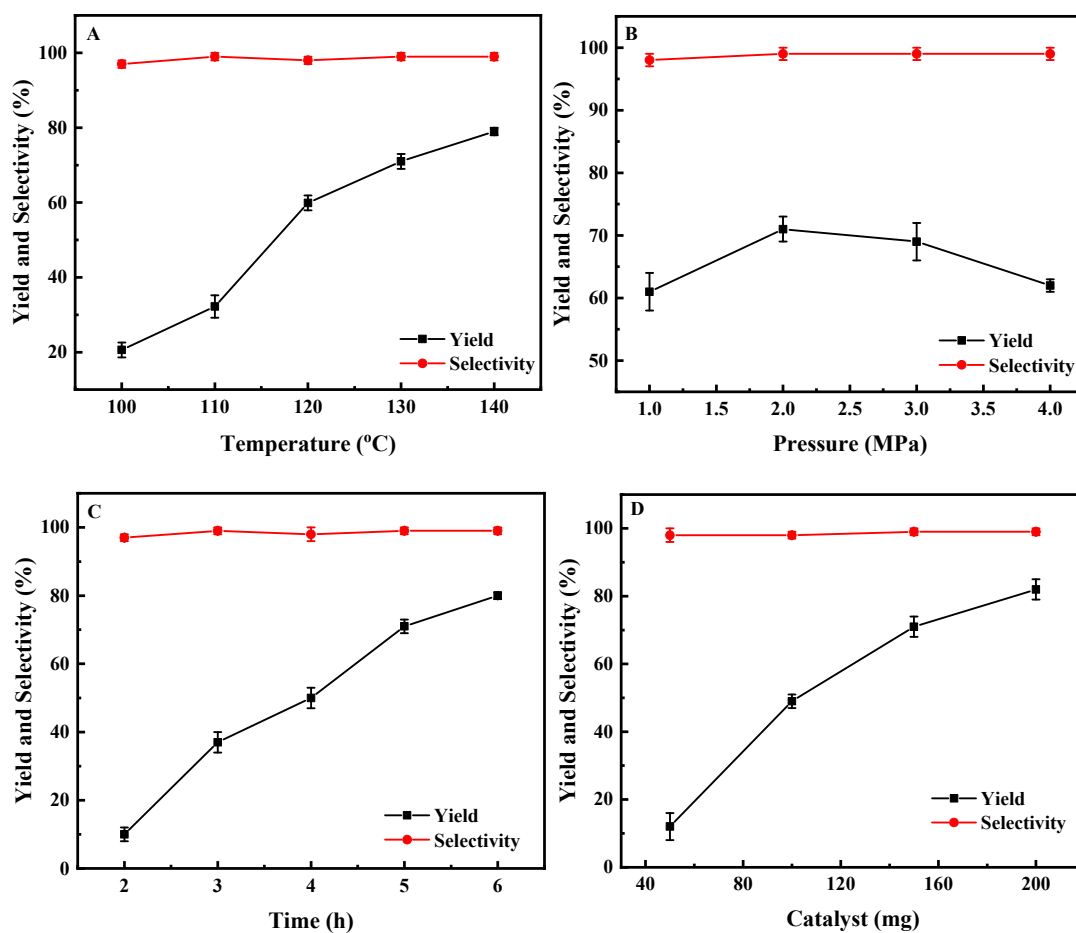 A
Yield and Selectivity (%)
100
80
60
40
20
Yield
Selectivity
100 110 120 130 140
Temperature (ºC)
B
Yield and Selectivity (%)
100
90
80
70
60
50
Yield
Selectivity
1.0 1.5 2.0 2.5 3.0 3.5 4.0
Pressure (MPa)
C
Yield and Selectivity (%)
100
80
60
40
20
0
Yield
Selectivity
2 3 4 5 6
Time (h)
D
Yield and Selectivity (%)
100
80
60
40
20
0
Yield
Selectivity
40 80 120 160 200
Catalyst (mg)